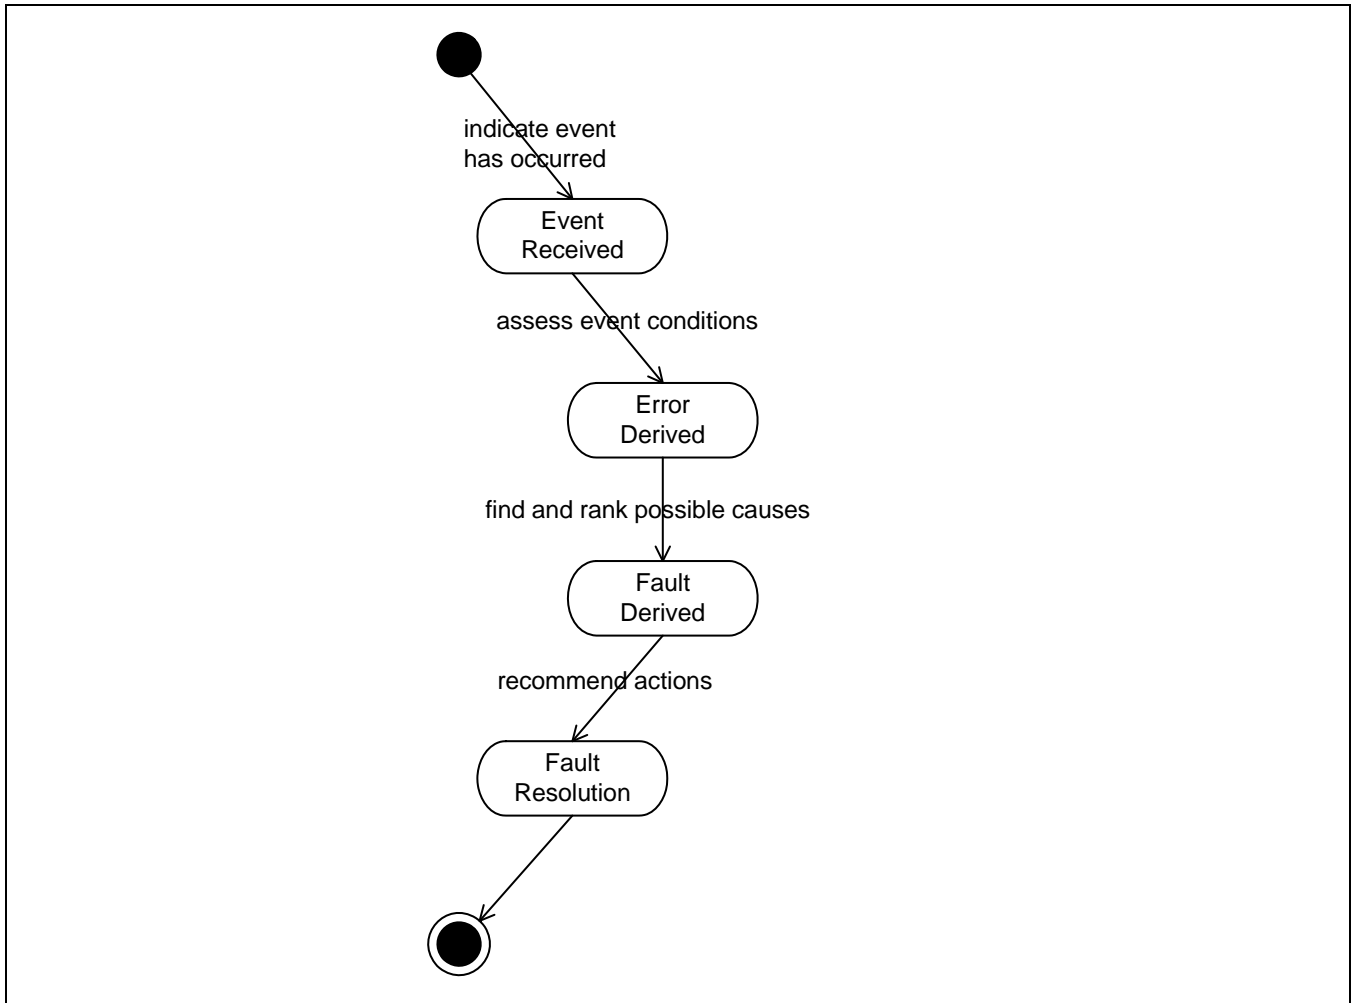 indicate event
has occurred
Event
Received
assess event conditions
Error
Derived
find and rank possible causes
Fault
Derived
recommend actions
Fault
Resolution